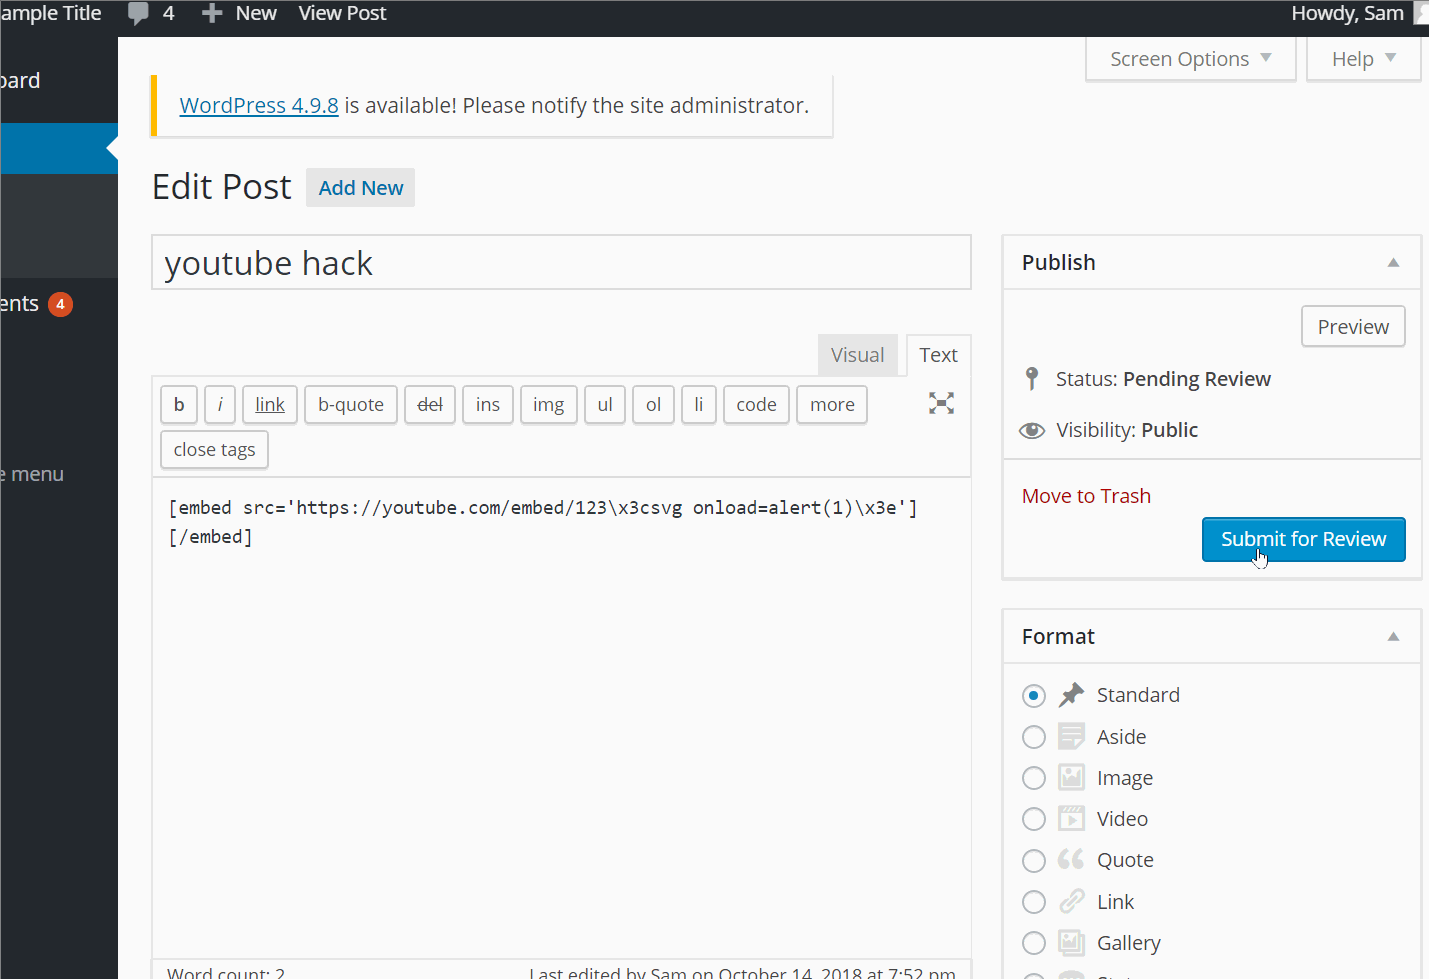 ample Title 4 New View Post Howdy, Sam
Screen Options Help
oard
WordPress 4.9.8 is available! Please notify the site administrator.
Edit Post Add New
youtube hack
Publish
Preview
ents 4
Visual Text
Status: Pending Review
b i link b-quote del ins img ul ol li code more
Visibility: Public
close tags
e menu
Move to Trash
[embed src='https://youtube.com/embed/123\x3csvg onload=alert(1)\x3e']
[/embed]
Submit for Review
Format
Standard
Aside
Image
Video
Quote
Link
Gallery
Word count: 2 Last edited by Sam on October 14, 2018 at 7:52 pm